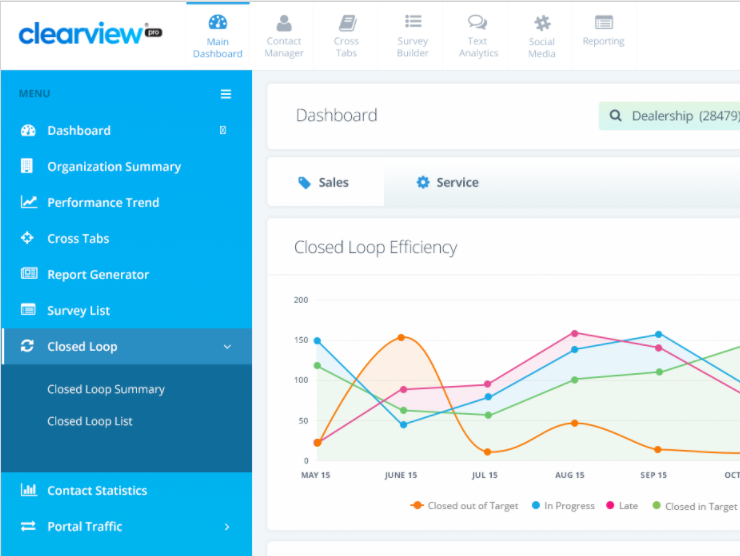 clearview pro
Main
Dashboard
Contact
Manager
Cross
Tabs
Survey
Builder
Text
Analytics
Social
Media
Reporting
MENU
Dashboard
Organization Summary
Performance Trend
Cross Tabs
Report Generator
Survey List
Closed Loop
Closed Loop Summary
Closed Loop List
Contact Statistics
Portal Traffic
Dashboard
Dealership (28479)
Sales
Service
Closed Loop Efficiency
200
150
100
50
0
MAY 15
JUNE 15
JUL 15
AUG 15
SEP 15
OCT
Closed out of Target
In Progress
Late
Closed in Target